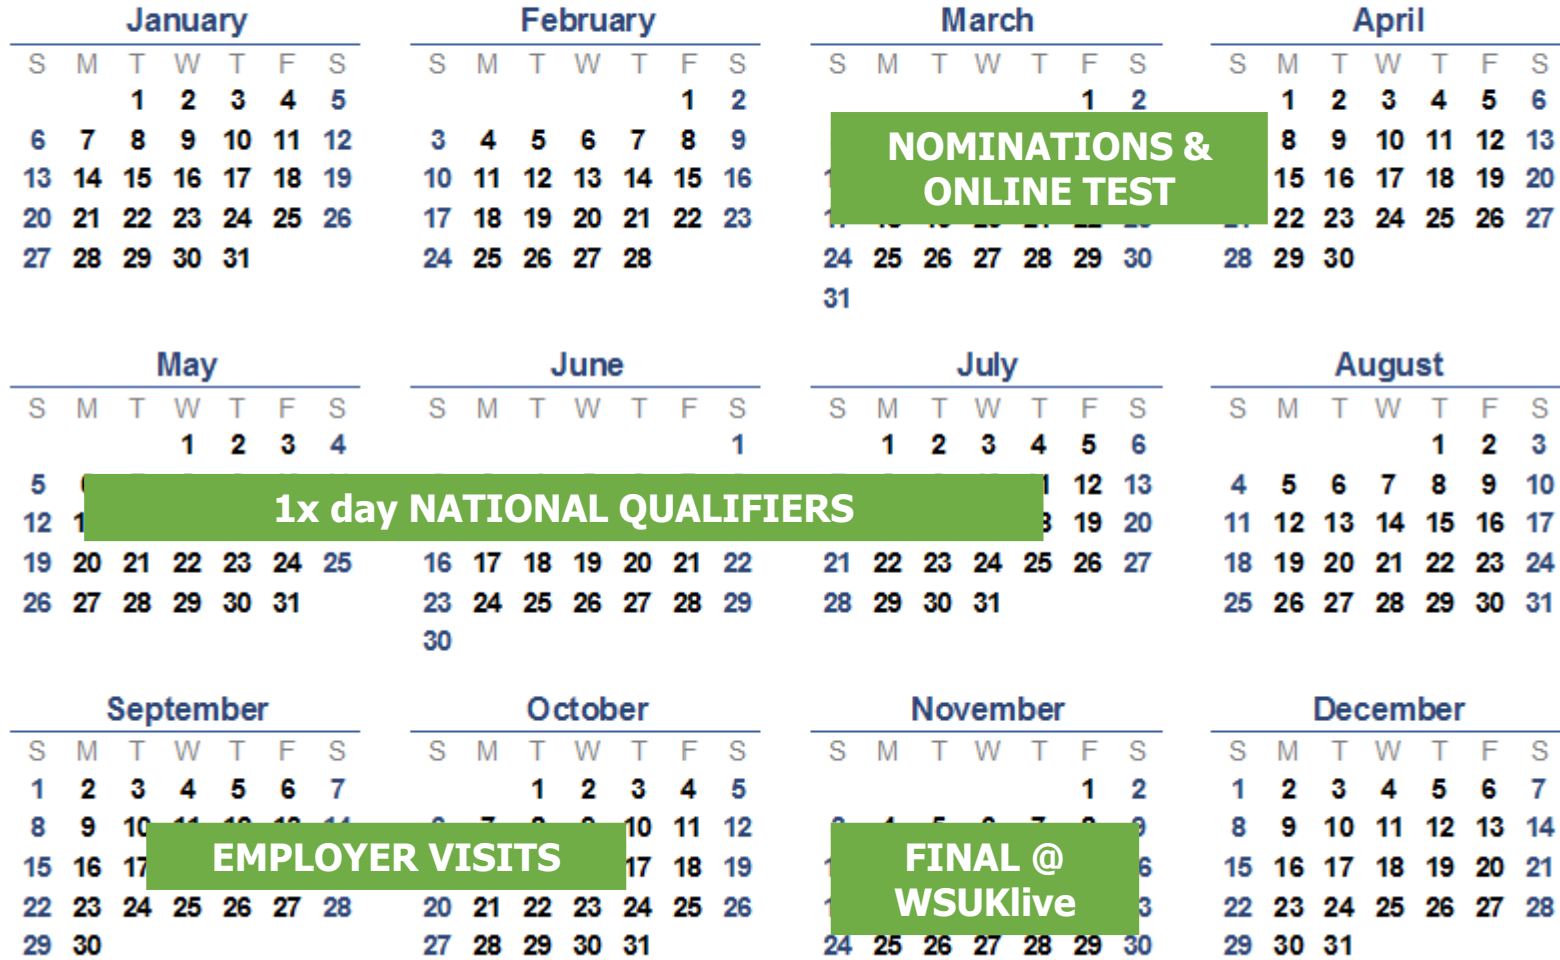 January February March April
S M T W T F S S M T W T F S S M T W T F S S M T W T F S
1 2 3 4 5 1 2 1 2 1 2 3 4 5 6
6 7 8 9 10 11 12 3 4 5 6 7 8 9 NOMINATIONS & 8 9 10 11 12 13
13 14 15 16 17 18 19 10 11 12 13 14 15 16 ONLINE TEST 15 16 17 18 19 20
20 21 22 23 24 25 26 17 18 19 20 21 22 23 22 23 24 25 26 27
27 28 29 30 31 24 25 26 27 28 24 25 26 27 28 29 30 28 29 30
31
May June July August
S M T W T F S S M T W T F S S M T W T F S S M T W T F S
1 2 3 4 1 1 2 3 4 5 6 1 2 3
5 12 13 4 5 6 7 8 9 10
1x day NATIONAL QUALIFIERS
12 19 20 11 12 13 14 15 16 17
19 20 21 22 23 24 25 16 17 18 19 20 21 22 21 22 23 24 25 26 27 18 19 20 21 22 23 24
26 27 28 29 30 31 23 24 25 26 27 28 29 28 29 30 31 25 26 27 28 29 30 31
30
September October November December
S M T W T F S S M T W T F S S M T W T F S S M T W T F S
1 2 3 4 5 6 7 1 2 3 4 5 1 2 1 2 3 4 5 6 7
8 9 10 10 11 12 8 9 10 11 12 13 14
15 16 17 EMPLOYER VISITS 17 18 19 FINAL @ 15 16 17 18 19 20 21
22 23 24 25 26 27 28 20 21 22 23 24 25 26 WSUKlive 22 23 24 25 26 27 28
29 30 27 28 29 30 31 24 25 26 27 28 29 30 29 30 31